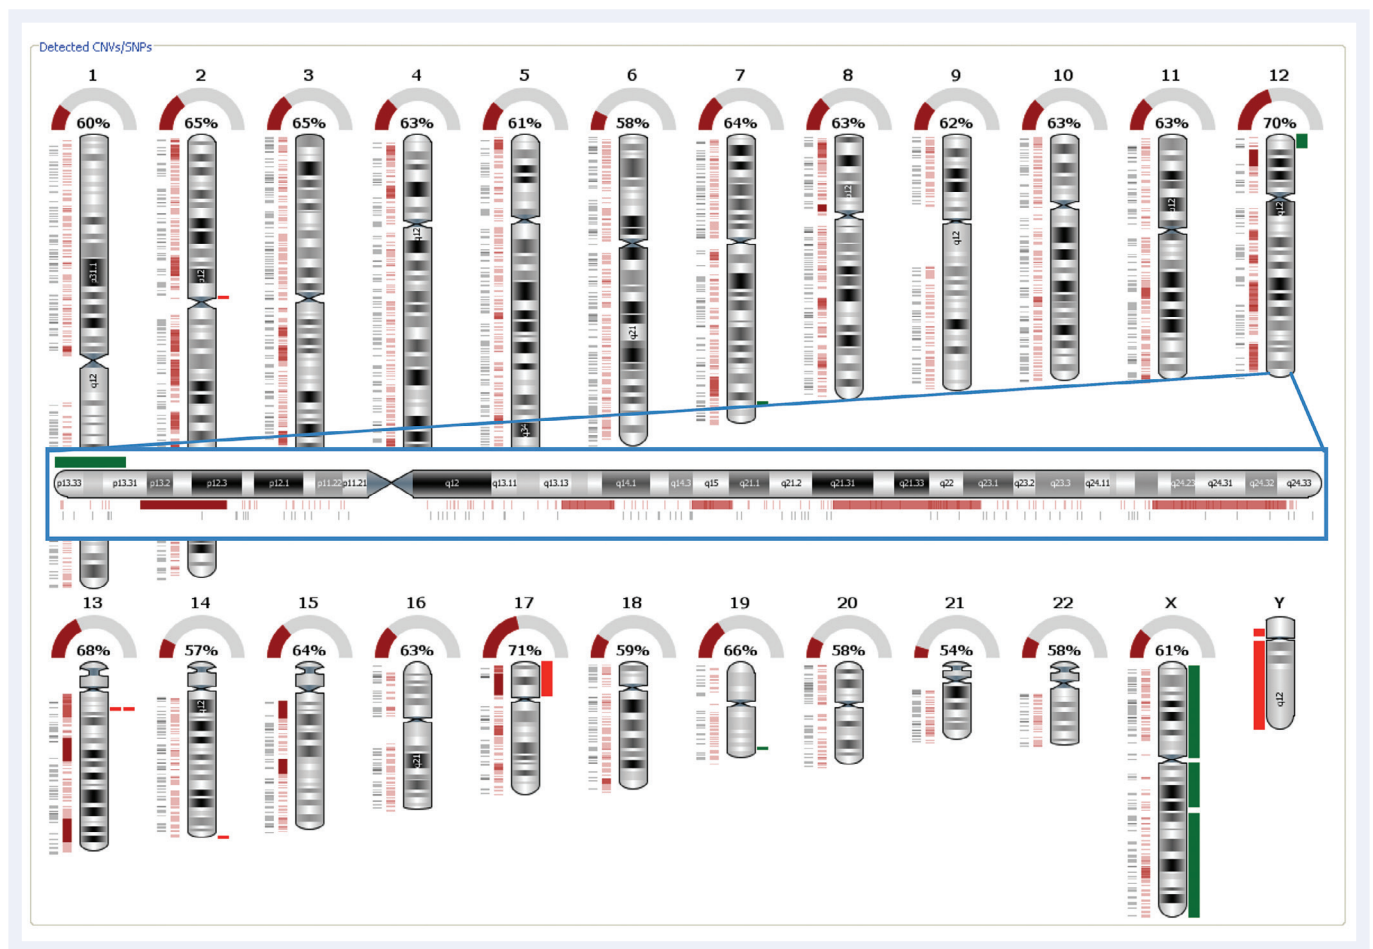 Detected CNVs/SNPs
1 2 3 4 5 6 7 8 9 10 11 12
60% 65% 65% 63% 61% 58% 64% 63% 62% 63% 63% 70%
p31.1 q12
p12
q12
q34
q21
p12
q12
q12
q12
p13.33 p13.31 p13.2 p12.3 p12.1 p11.22 p11.21 q12 q13.11 q13.13 q14.1 q14.3 q15 q21.1 q21.2 q21.31 q21.33 q22 q23.1 q23.2 q23.3 q24.11 q24.23 q24.31 q24.32 q24.33
13 14 15 16 17 18 19 20 21 22 X Y
68% 57% 64% 63% 71% 59% 66% 58% 54% 58% 61%
q12
q21
q12